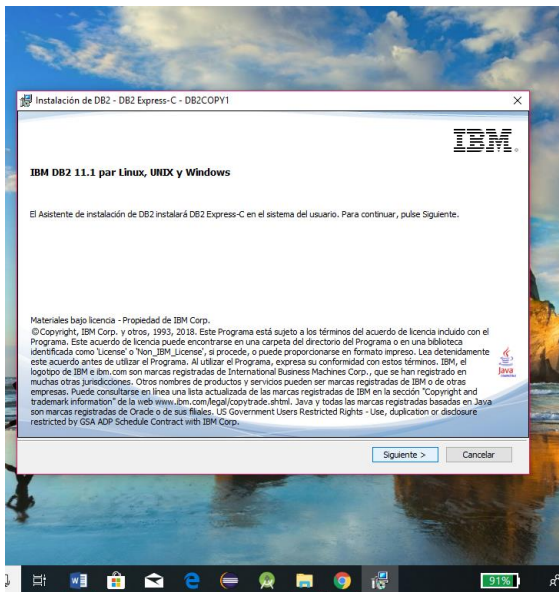 Instalación de DB2 - DB2 Express-C - DB2COPY1
IBM
IBM DB2 11.1 par Linux, UNIX y Windows
El Asistente de instalación de DB2 instalará DB2 Express-C en el sistema del usuario. Para continuar, pulse Siguiente.
Materiales bajo licencia - Propiedad de IBM Corp.
©Copyright, IBM Corp. y otros, 1993, 2018. Este Programa está sujeto a los términos del acuerdo de licencia incluido con el
Programa. Este acuerdo de licencia puede encontrarse en una carpeta del directorio del Programa o en una biblioteca
identificada como 'License' o 'Non_IBM_License', si procede, o puede proporcionarse en formato impreso. Lea detenidamente
este acuerdo antes de utilizar el Programa. Al utilizar el Programa, expresa su conformidad con estos términos. IBM, el
logotipo de IBM e ibm.com son marcas registradas de International Business Machines Corp., que se han registrado en
muchas otras jurisdicciones. Otros nombres de productos y servicios pueden ser marcas registradas de IBM o de otras
empresas. Puede consultarse en línea una lista actualizada de las marcas registradas de IBM en la sección "Copyright and
trademark information" de la web www.ibm.com/legal/copytrade.shtml. Java y todas las marcas registradas basadas en Java
son marcas registradas de Oracle o de sus filiales. US Government Users Restricted Rights - Use, duplication or disclosure
restricted by GSA ADP Schedule Contract with IBM Corp.
Java
Siguiente >
Cancelar
91%